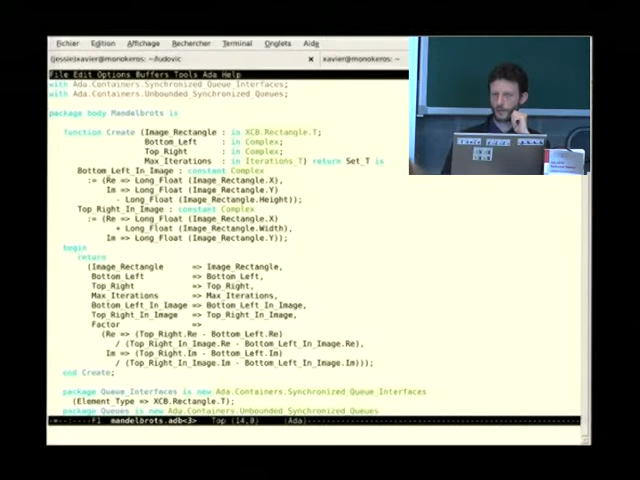 Fichier Edition Affichage Rechercher Terminal Onglets Aide
(jessie)xavier@monokeros: ~/ludovic × xavier@monokeros: ~
File Edit Options Buffers Tools Ada Help
with Ada.Containers.Synchronized_Queue_Interfaces;
with Ada.Containers.Unbounded_Synchronized_Queues;
package body Mandelbrots is
function Create (Image_Rectangle : in XCB.Rectangle.T;
Bottom_Left : in Complex;
Top_Right : in Complex;
Max_Iterations : in Iterations_T) return Set_T is
Bottom_Left_In_Image : constant Complex
:= (Re => Long_Float (Image_Rectangle.X),
Im => Long_Float (Image_Rectangle.Y)
- Long_Float (Image_Rectangle.Height));
Top_Right_In_Image : constant Complex
:= (Re => Long_Float (Image_Rectangle.X)
+ Long_Float (Image_Rectangle.Width),
Im => Long_Float (Image_Rectangle.Y));
begin
return
(Image_Rectangle => Image_Rectangle,
Bottom_Left => Bottom_Left,
Top_Right => Top_Right,
Max_Iterations => Max_Iterations,
Bottom_Left_In_Image => Bottom_Left_In_Image,
Top_Right_In_Image => Top_Right_In_Image,
Factor =>
(Re => (Top_Right.Re - Bottom_Left.Re)
/ (Top_Right_In_Image.Re - Bottom_Left_In_Image.Re),
Im => (Top_Right.Im - Bottom_Left.Im)
/ (Top_Right_In_Image.Im - Bottom_Left_In_Image.Im)));
end Create;
package Queue_Interfaces is new Ada.Containers.Synchronized_Queue_Interfaces
(Element_Type => XCB.Rectangle.T);
package Queues is new Ada.Containers.Unbounded_Synchronized_Queues
F1 mandelbrots.adb<3> Top (14,0) (Ada)